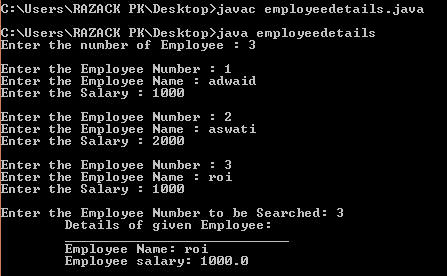 C:\Users\RAZACK PK\Desktop>javac employeedetails.java
C:\Users\RAZACK PK\Desktop>java employeedetails
Enter the number of Employee : 3
Enter the Employee Number : 1
Enter the Employee Name : adwaid
Enter the Salary : 1000
Enter the Employee Number : 2
Enter the Employee Name : aswati
Enter the Salary : 2000
Enter the Employee Number : 3
Enter the Employee Name : roi
Enter the Salary : 1000
Enter the Employee Number to be Searched: 3
Details of given Employee:
____________________________
Employee Name: roi
Employee salary: 1000.0